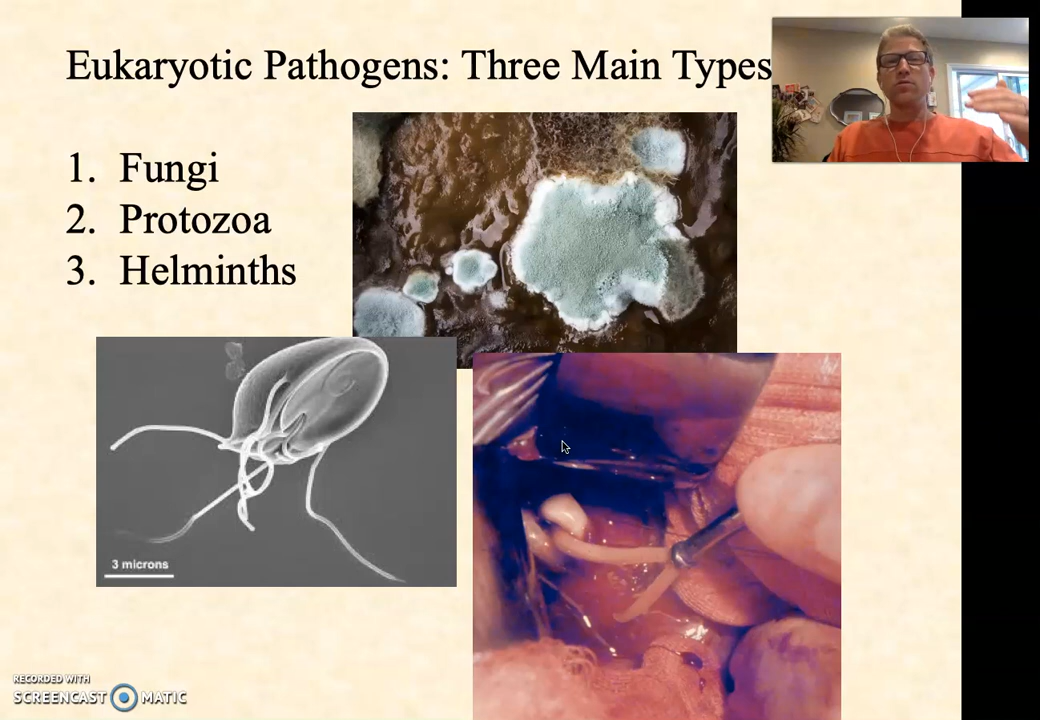 Eukaryotic Pathogens: Three Main Types
1. Fungi
2. Protozoa
3. Helminths
3 microns
RECORDED WITH
SCREENCAST MATIC